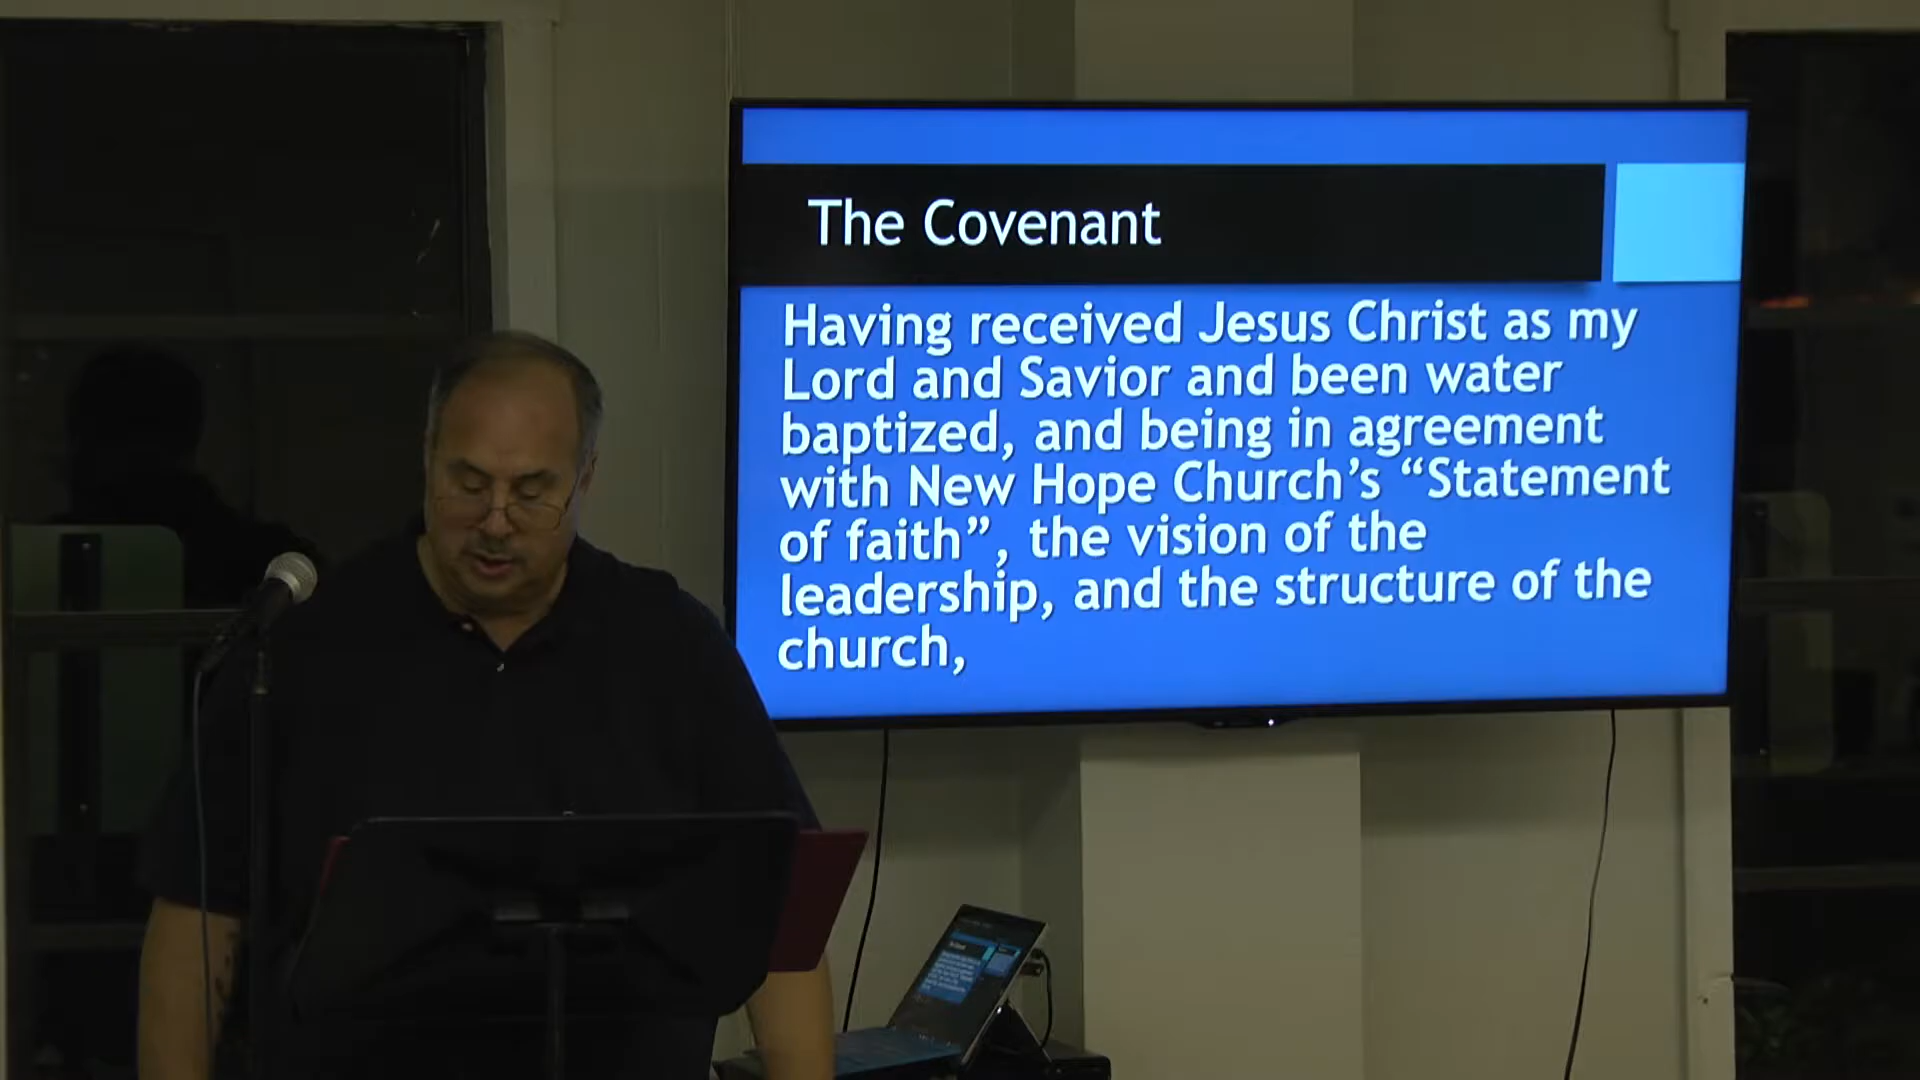 The Covenant
Having received Jesus Christ as my
Lord and Savior and been water
baptized, and being in agreement
with New Hope Church’s “Statement
of faith”, the vision of the
leadership, and the structure of the
church,